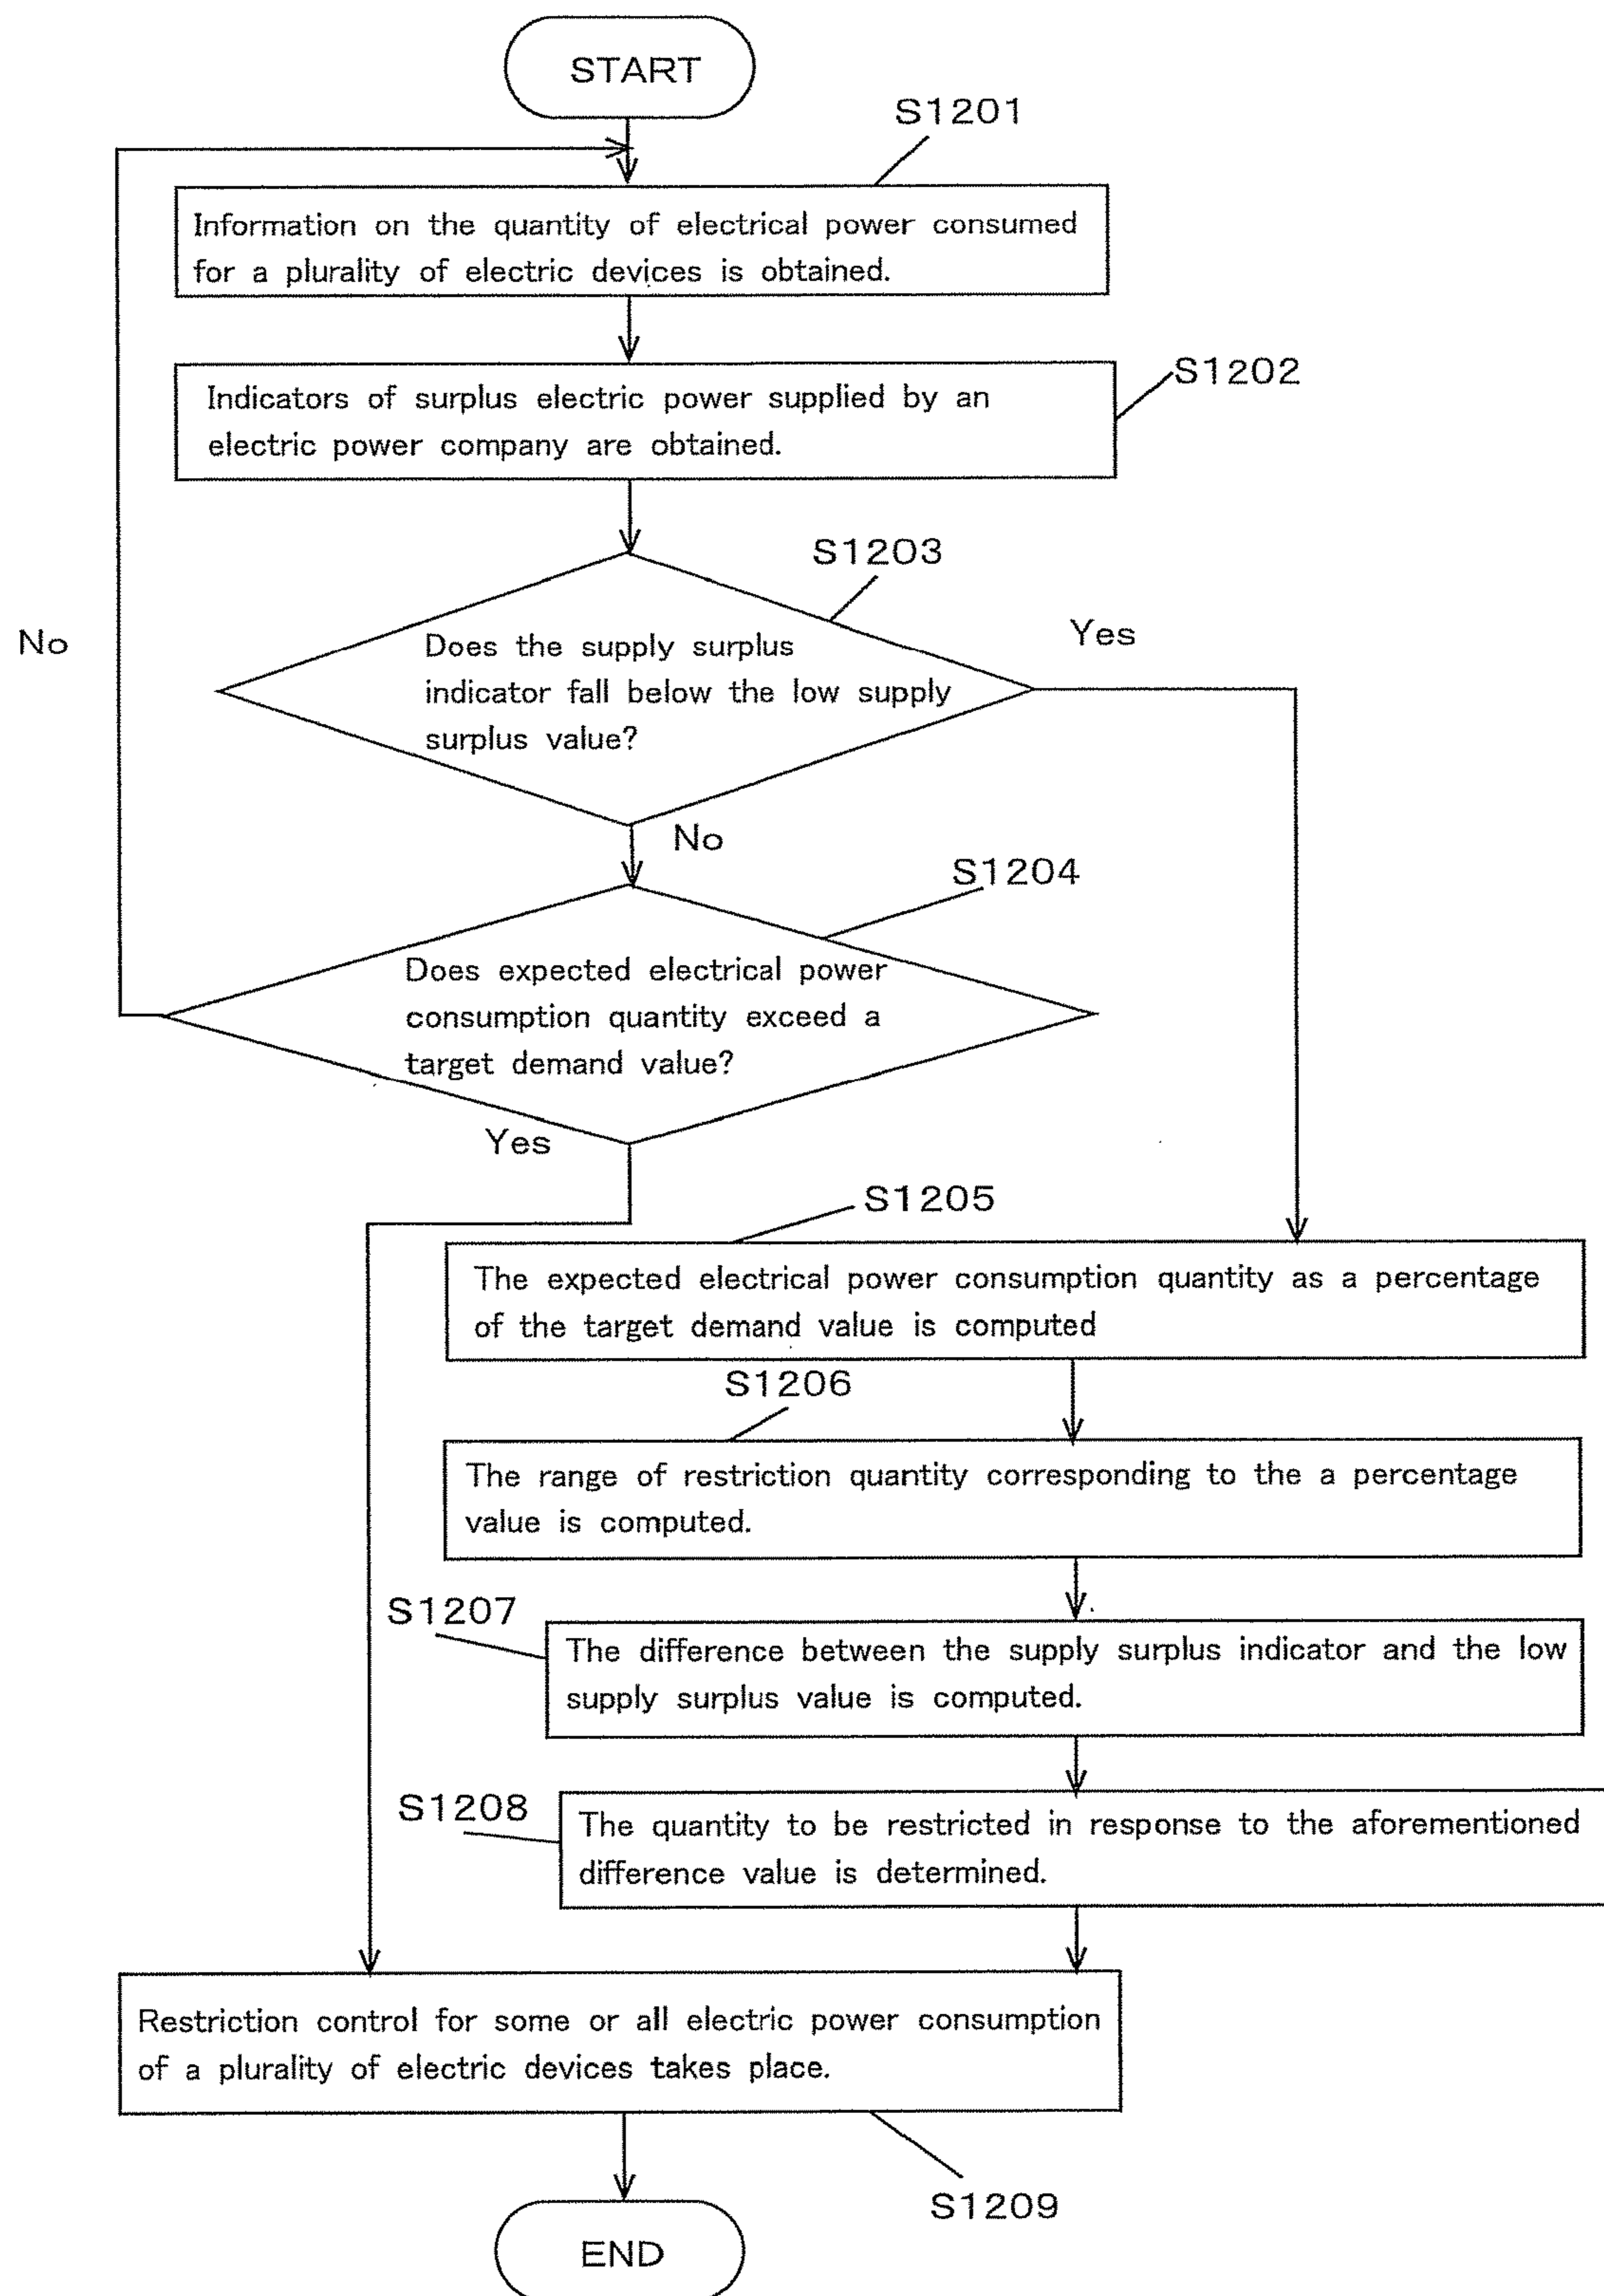 START
S1201
Information on the quantity of electrical power consumed
for a plurality of electric devices is obtained.
S1202
Indicators of surplus electric power supplied by an
electric power company are obtained.
S1203
No
Yes
Does the supply surplus
indicator fall below the low supply
surplus value?
No
S1204
Does expected electrical power
consumption quantity exceed a
target demand value?
Yes
S1205
The expected electrical power consumption quantity as a percentage
of the target demand value is computed
S1206
The range of restriction quantity corresponding to the a percentage
value is computed.
S1207
The difference between the supply surplus indicator and the low
supply surplus value is computed.
S1208
The quantity to be restricted in response to the aforementioned
difference value is determined.
Restriction control for some or all electric power consumption
of a plurality of electric devices takes place.
S1209
END